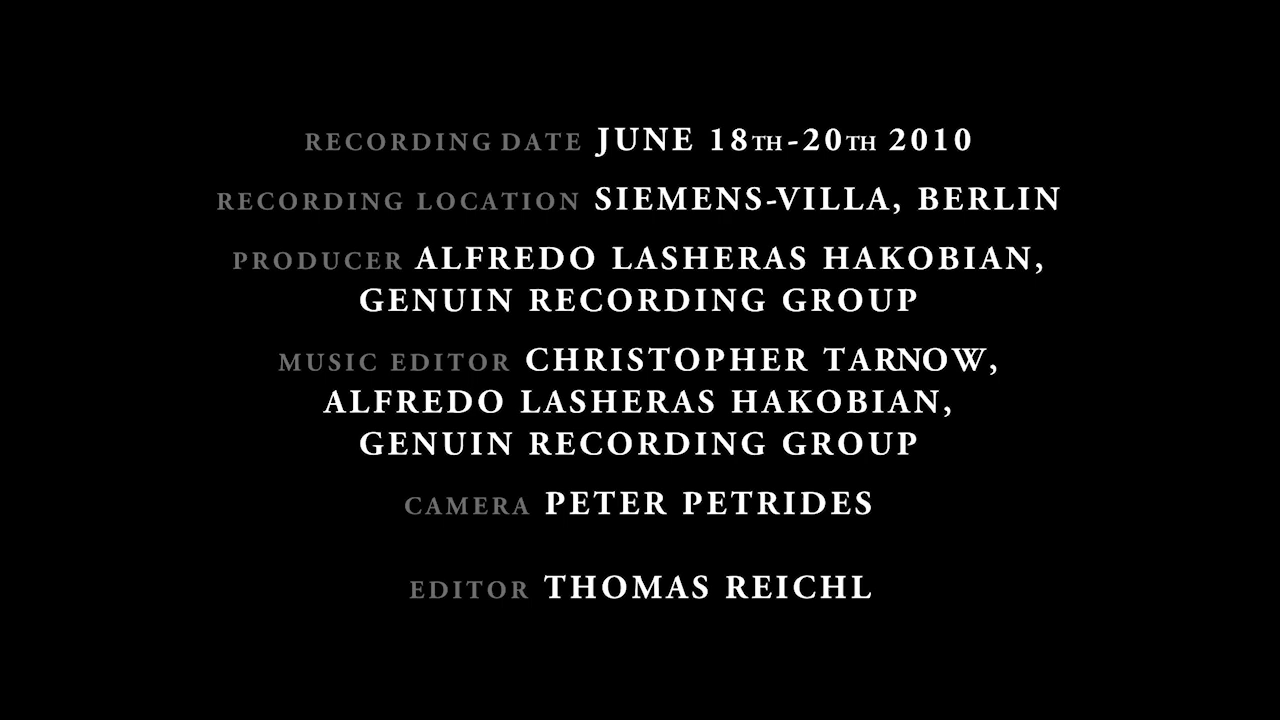 RECORDING DATE JUNE 18TH-20TH 2010
RECORDING LOCATION SIEMENS-VILLA, BERLIN
PRODUCER ALFREDO LASHERAS HAKOBIAN,
GENUIN RECORDING GROUP
MUSIC EDITOR CHRISTOPHER TARNOW,
ALFREDO LASHERAS HAKOBIAN,
GENUIN RECORDING GROUP
CAMERA PETER PETRIDES
EDITOR THOMAS REICHL